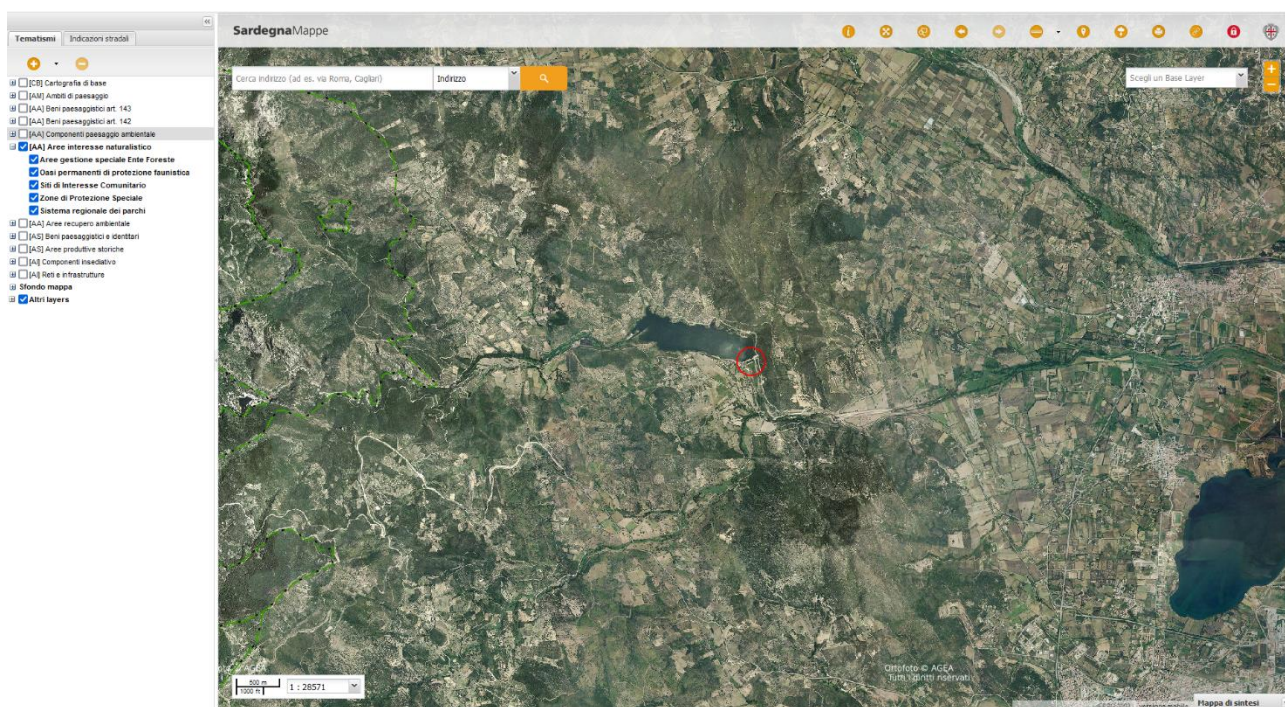 Tematismi
Indicazioni stradali
[CB] Cartografia di base
[AM] Ambiti di paesaggio
[AA] Beni paesaggistici art. 143
[AA] Beni paesaggistici art. 142
[AA] Componenti paesaggio ambientale
[AA] Aree interesse naturalistico
Aree gestione speciale Ente Foreste
Oasi permanenti di protezione faunistica
Siti di Interesse Comunitario
Zone di Protezione Speciale
Sistema regionale dei parchi
[AA] Aree recupero ambientale
[AS] Beni paesaggistici e identitari
[AS] Aree produttive storiche
[AI] Componenti insediativo
[AI] Reti e infrastrutture
Sfondo mappa
Altri layers
SardegnaMappe
Cerca indirizzo (ad es. via Roma, Cagliari)
Indirizzo
Scegli un Base Layer
© AGEA
500 m
1000 ft
1 : 28571
Ortofoto © AGEA
Tutti i diritti riservati
versione mobile
Mappa di sintesi